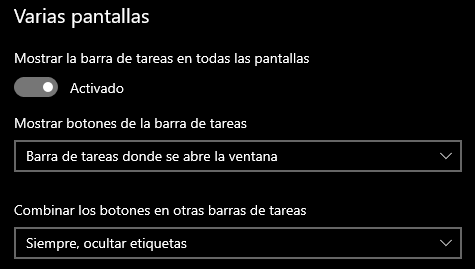 Varias pantallas
Mostrar la barra de tareas en todas las pantallas
Activado
Mostrar botones de la barra de tareas
Barra de tareas donde se abre la ventana
Combinar los botones en otras barras de tareas
Siempre, ocultar etiquetas